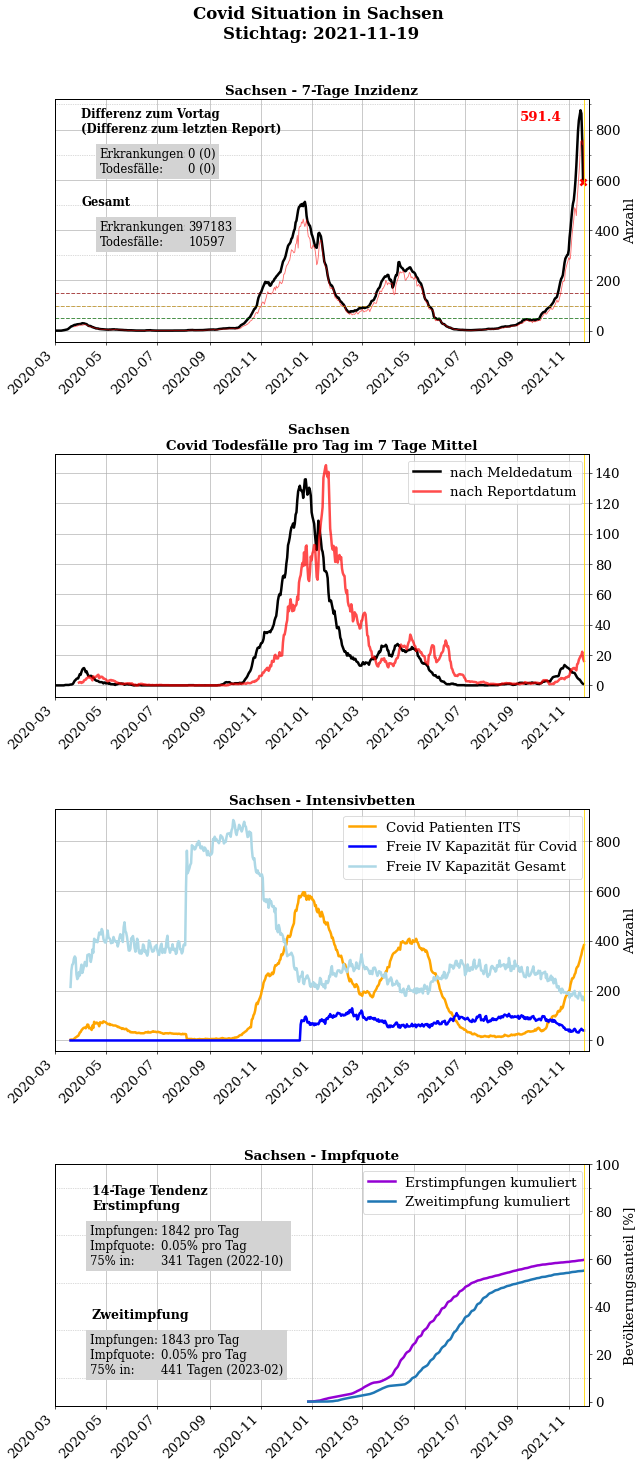 Covid Situation in Sachsen
Stichtag: 2021-11-19
Sachsen - 7-Tage Inzidenz
Differenz zum Vortag
(Differenz zum letzten Report)
Erkrankungen 0 (0)
Todesfälle: 0 (0)
Gesamt
Erkrankungen 397183
Todesfälle: 10597
591.4
800
600
400
200
0
Anzahl
2020-03
2020-05
2020-07
2020-09
2020-11
2021-01
2021-03
2021-05
2021-07
2021-09
2021-11
Sachsen
Covid Todesfälle pro Tag im 7 Tage Mittel
nach Meldedatum
nach Reportdatum
140
120
100
80
60
40
20
0
2020-03
2020-05
2020-07
2020-09
2020-11
2021-01
2021-03
2021-05
2021-07
2021-09
2021-11
Sachsen - Intensivbetten
Covid Patienten ITS
Freie IV Kapazität für Covid
Freie IV Kapazität Gesamt
800
600
400
200
0
Anzahl
2020-03
2020-05
2020-07
2020-09
2020-11
2021-01
2021-03
2021-05
2021-07
2021-09
2021-11
Sachsen - Impfquote
14-Tage Tendenz
Erstimpfung
Impfungen: 1842 pro Tag
Impfquote: 0.05% pro Tag
75% in: 341 Tagen (2022-10)
Zweitimpfung
Impfungen: 1843 pro Tag
Impfquote: 0.05% pro Tag
75% in: 441 Tagen (2023-02)
Erstimpfungen kumuliert
Zweitimpfung kumuliert
100
80
60
40
20
0
Bevölkerungsanteil [%]
2020-03
2020-05
2020-07
2020-09
2020-11
2021-01
2021-03
2021-05
2021-07
2021-09
2021-11